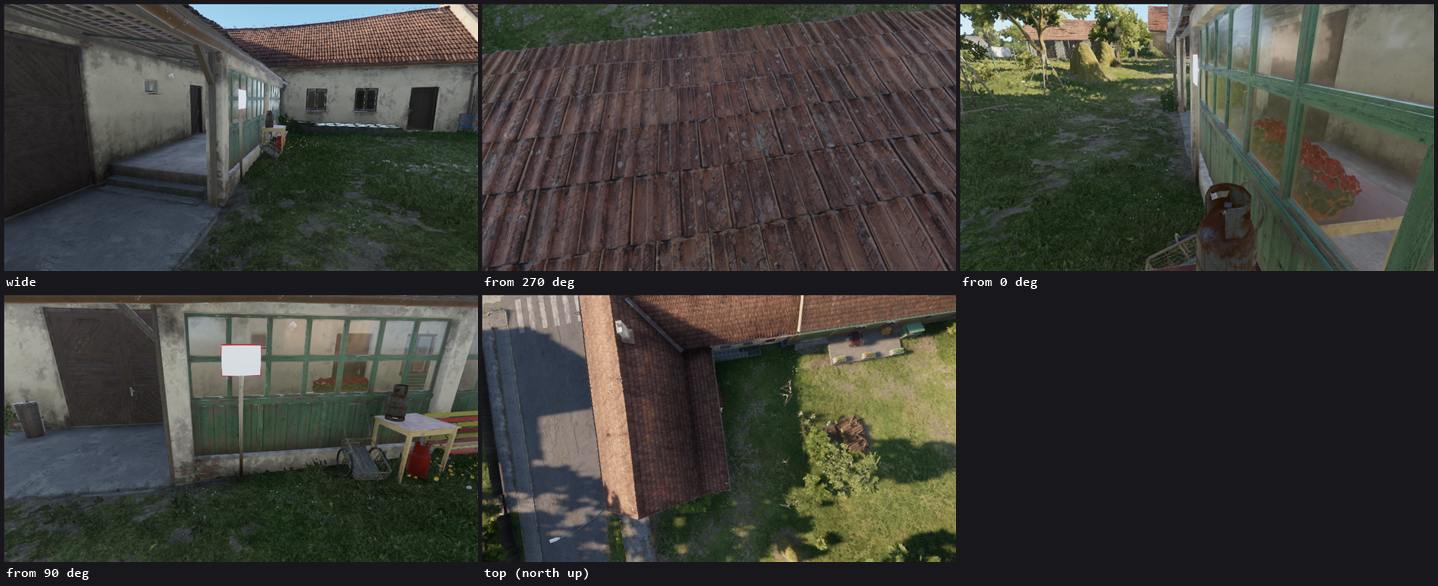 wide
from 270 deg
from 0 deg
from 90 deg
top (north up)